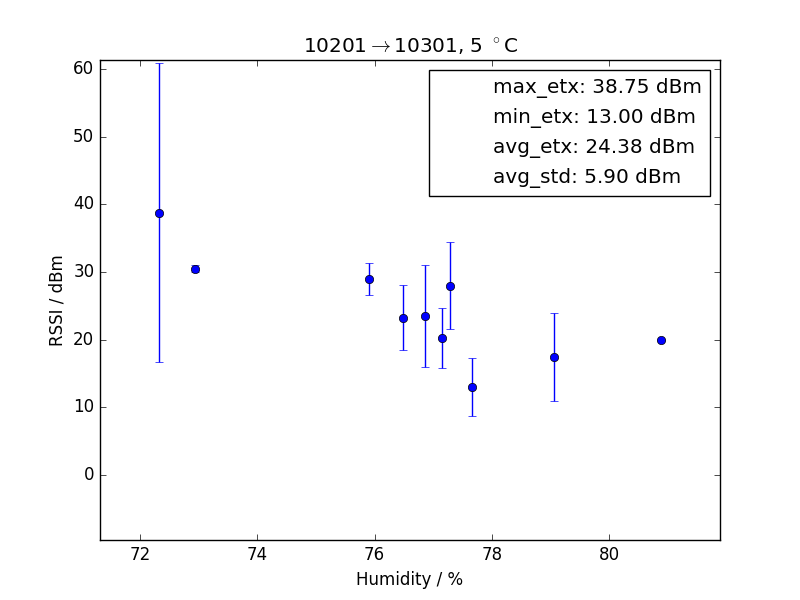 10201→10301, 5 °C
max_etx: 38.75 dBm
min_etx: 13.00 dBm
avg_etx: 24.38 dBm
avg_std: 5.90 dBm
RSSI / dBm
60
50
40
30
20
10
0
72 74 76 78 80
Humidity / %